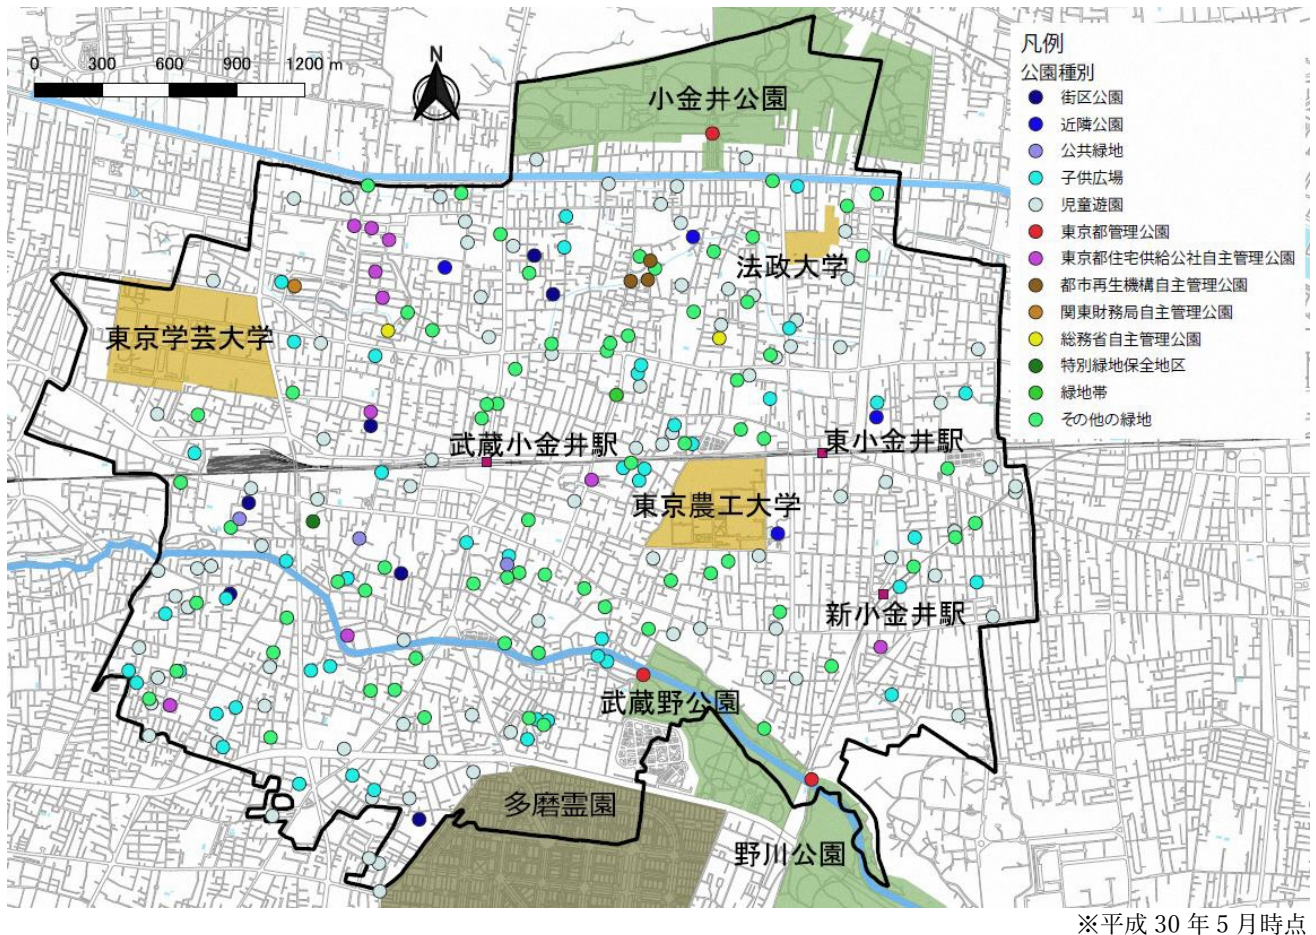 0 300 600 900 1200 m
N
小金井公園
法政大学
東京学芸大学
武蔵小金井駅
東小金井駅
東京農工大学
新小金井駅
武蔵野公園
多磨霊園
野川公園
凡例
公園種別
街区公園
近隣公園
公共緑地
子供広場
児童遊園
東京都管理公園
東京都住宅供給公社自主管理公園
都市再生機構自主管理公園
関東財務局自主管理公園
総務省自主管理公園
特別緑地保全地区
緑地帯
その他の緑地
※平成 30 年 5 月時点